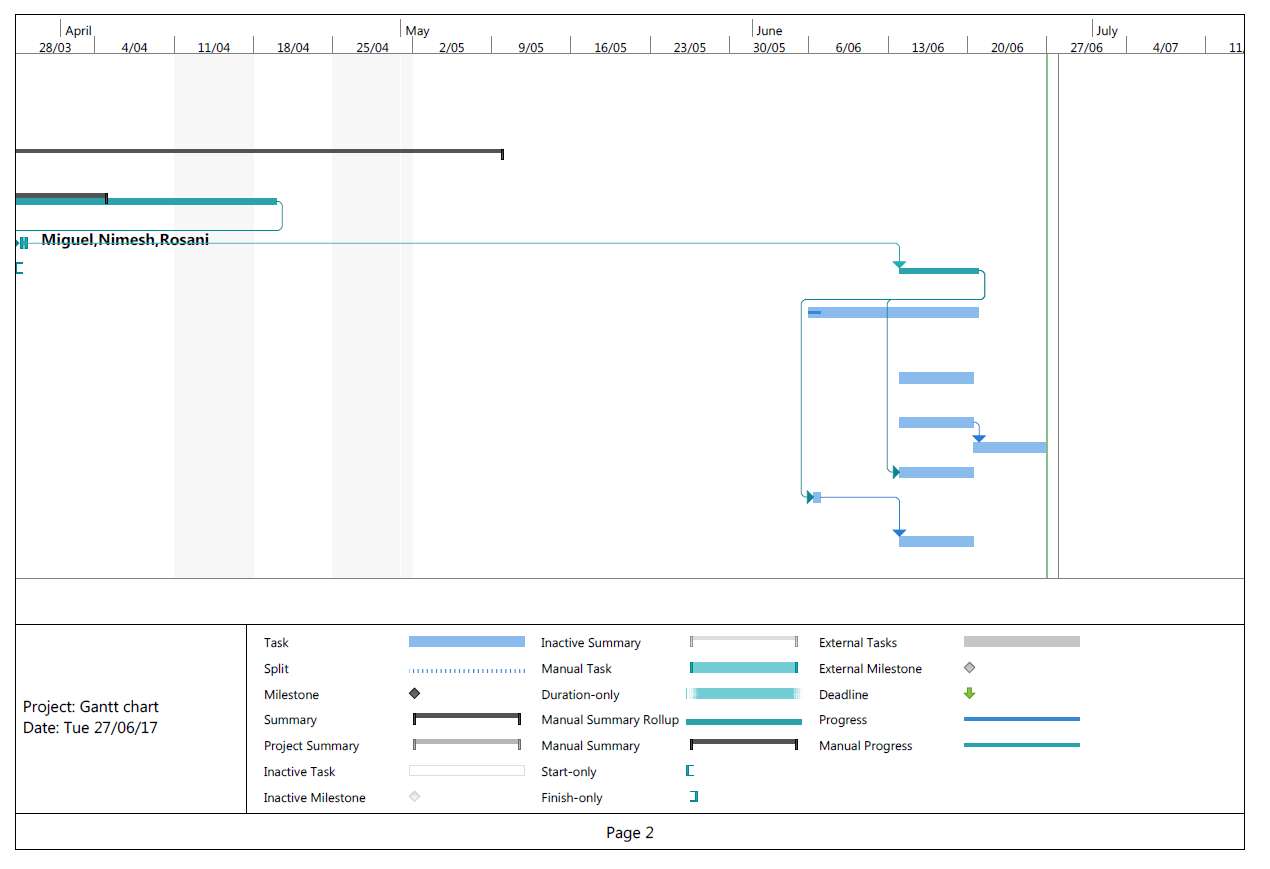 April May June July
28/03 4/04 11/04 18/04 25/04 2/05 9/05 16/05 23/05 30/05 6/06 13/06 20/06 27/06 4/07 11/
Miguel,Nimesh,Rosani
Project: Gantt chart
Date: Tue 27/06/17
Task
Split
Milestone
Summary
Project Summary
Inactive Task
Inactive Milestone
Inactive Summary
Manual Task
Duration-only
Manual Summary Rollup
Manual Summary
Start-only
Finish-only
External Tasks
External Milestone
Deadline
Progress
Manual Progress
Page 2